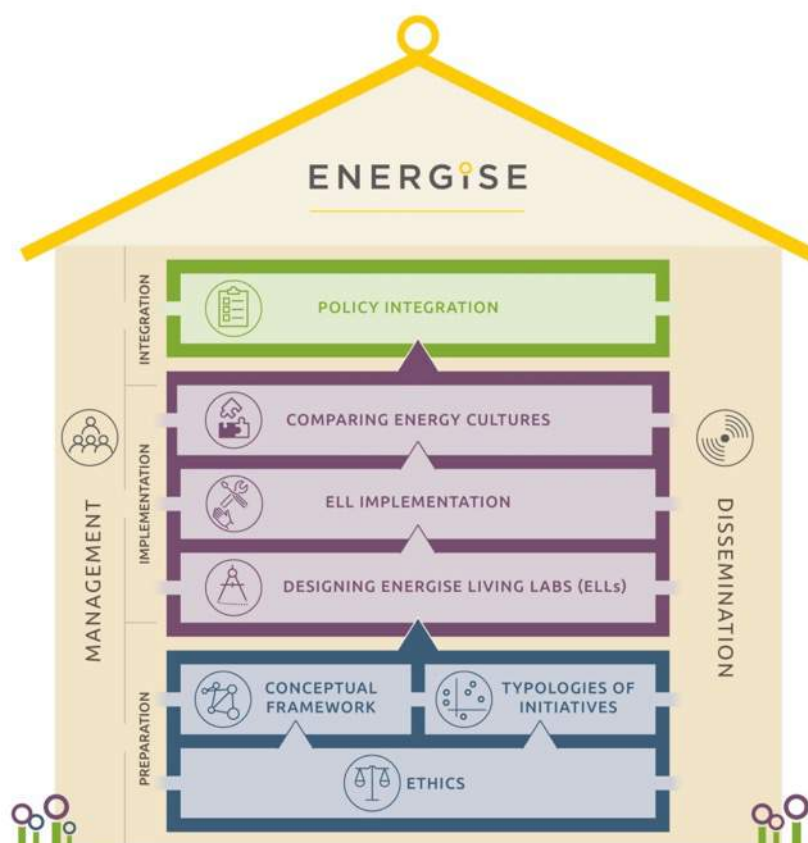 ENERGISE
INTEGRATION
POLICY INTEGRATION
IMPLEMENTATION
COMPARING ENERGY CULTURES
ELL IMPLEMENTATION
DESIGNING ENERGISE LIVING LABS (ELLs)
MANAGEMENT
DISSEMINATION
PREPARATION
CONCEPTUAL
FRAMEWORK
TYPOLOGIES OF
INITIATIVES
ETHICS